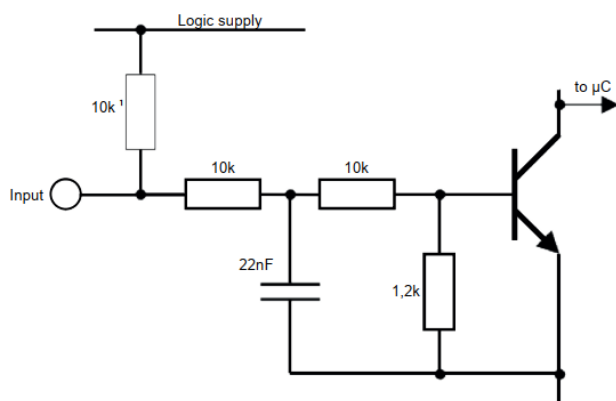 Logic supply
to µC
10k ¹
10k
10k
Input
22nF
1,2k